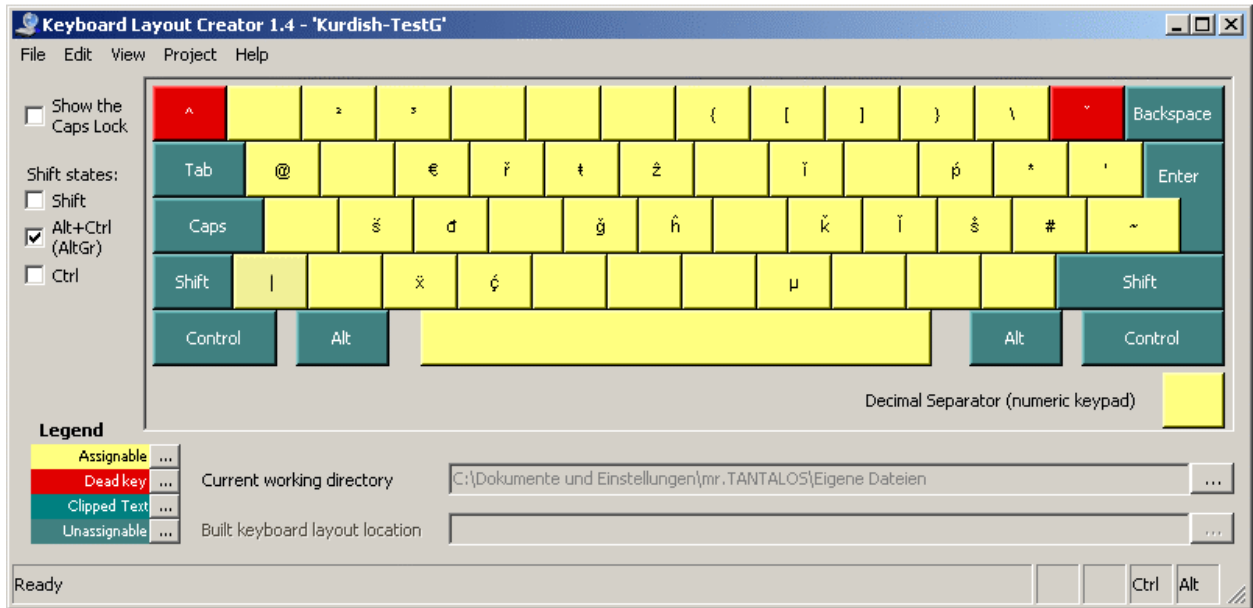 Keyboard Layout Creator 1.4 - 'Kurdish-TestG'
File Edit View Project Help
Show the
Caps Lock
Shift states:
Shift
Alt+Ctrl
(AltGr)
Ctrl
^ ² ³ { [ ] } \ ˇ Backspace
Tab @ € ř ŧ ž ǐ ṕ * ' Enter
Caps š đ ğ ĥ ǩ Ǐ š # ~
Shift | ẍ ḉ µ Shift
Control Alt Alt Control
Decimal Separator (numeric keypad)
Legend
Assignable ...
Dead key ...
Clipped Text ...
Unassignable ...
Current working directory C:\Dokumente und Einstellungen\mr.TANTALOS\Eigene Dateien ...
Built keyboard layout location ...
Ready Ctrl Alt